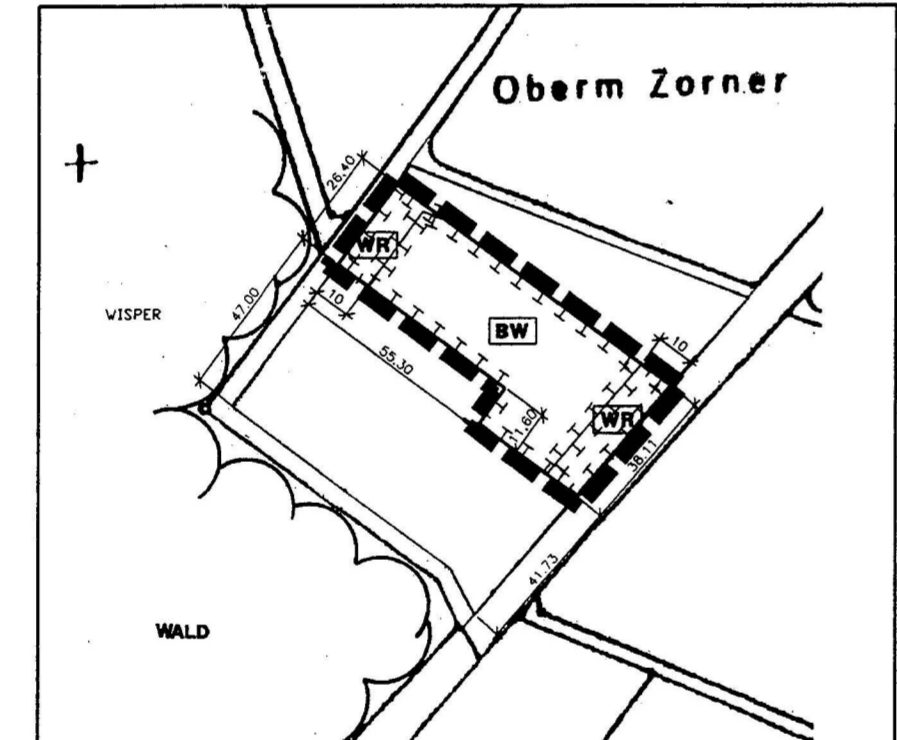 Oberm Zorner
26.40
WR
WISPER
47.00
10
BW
10
55.30
11.60
WR
38.11
41.73
WALD